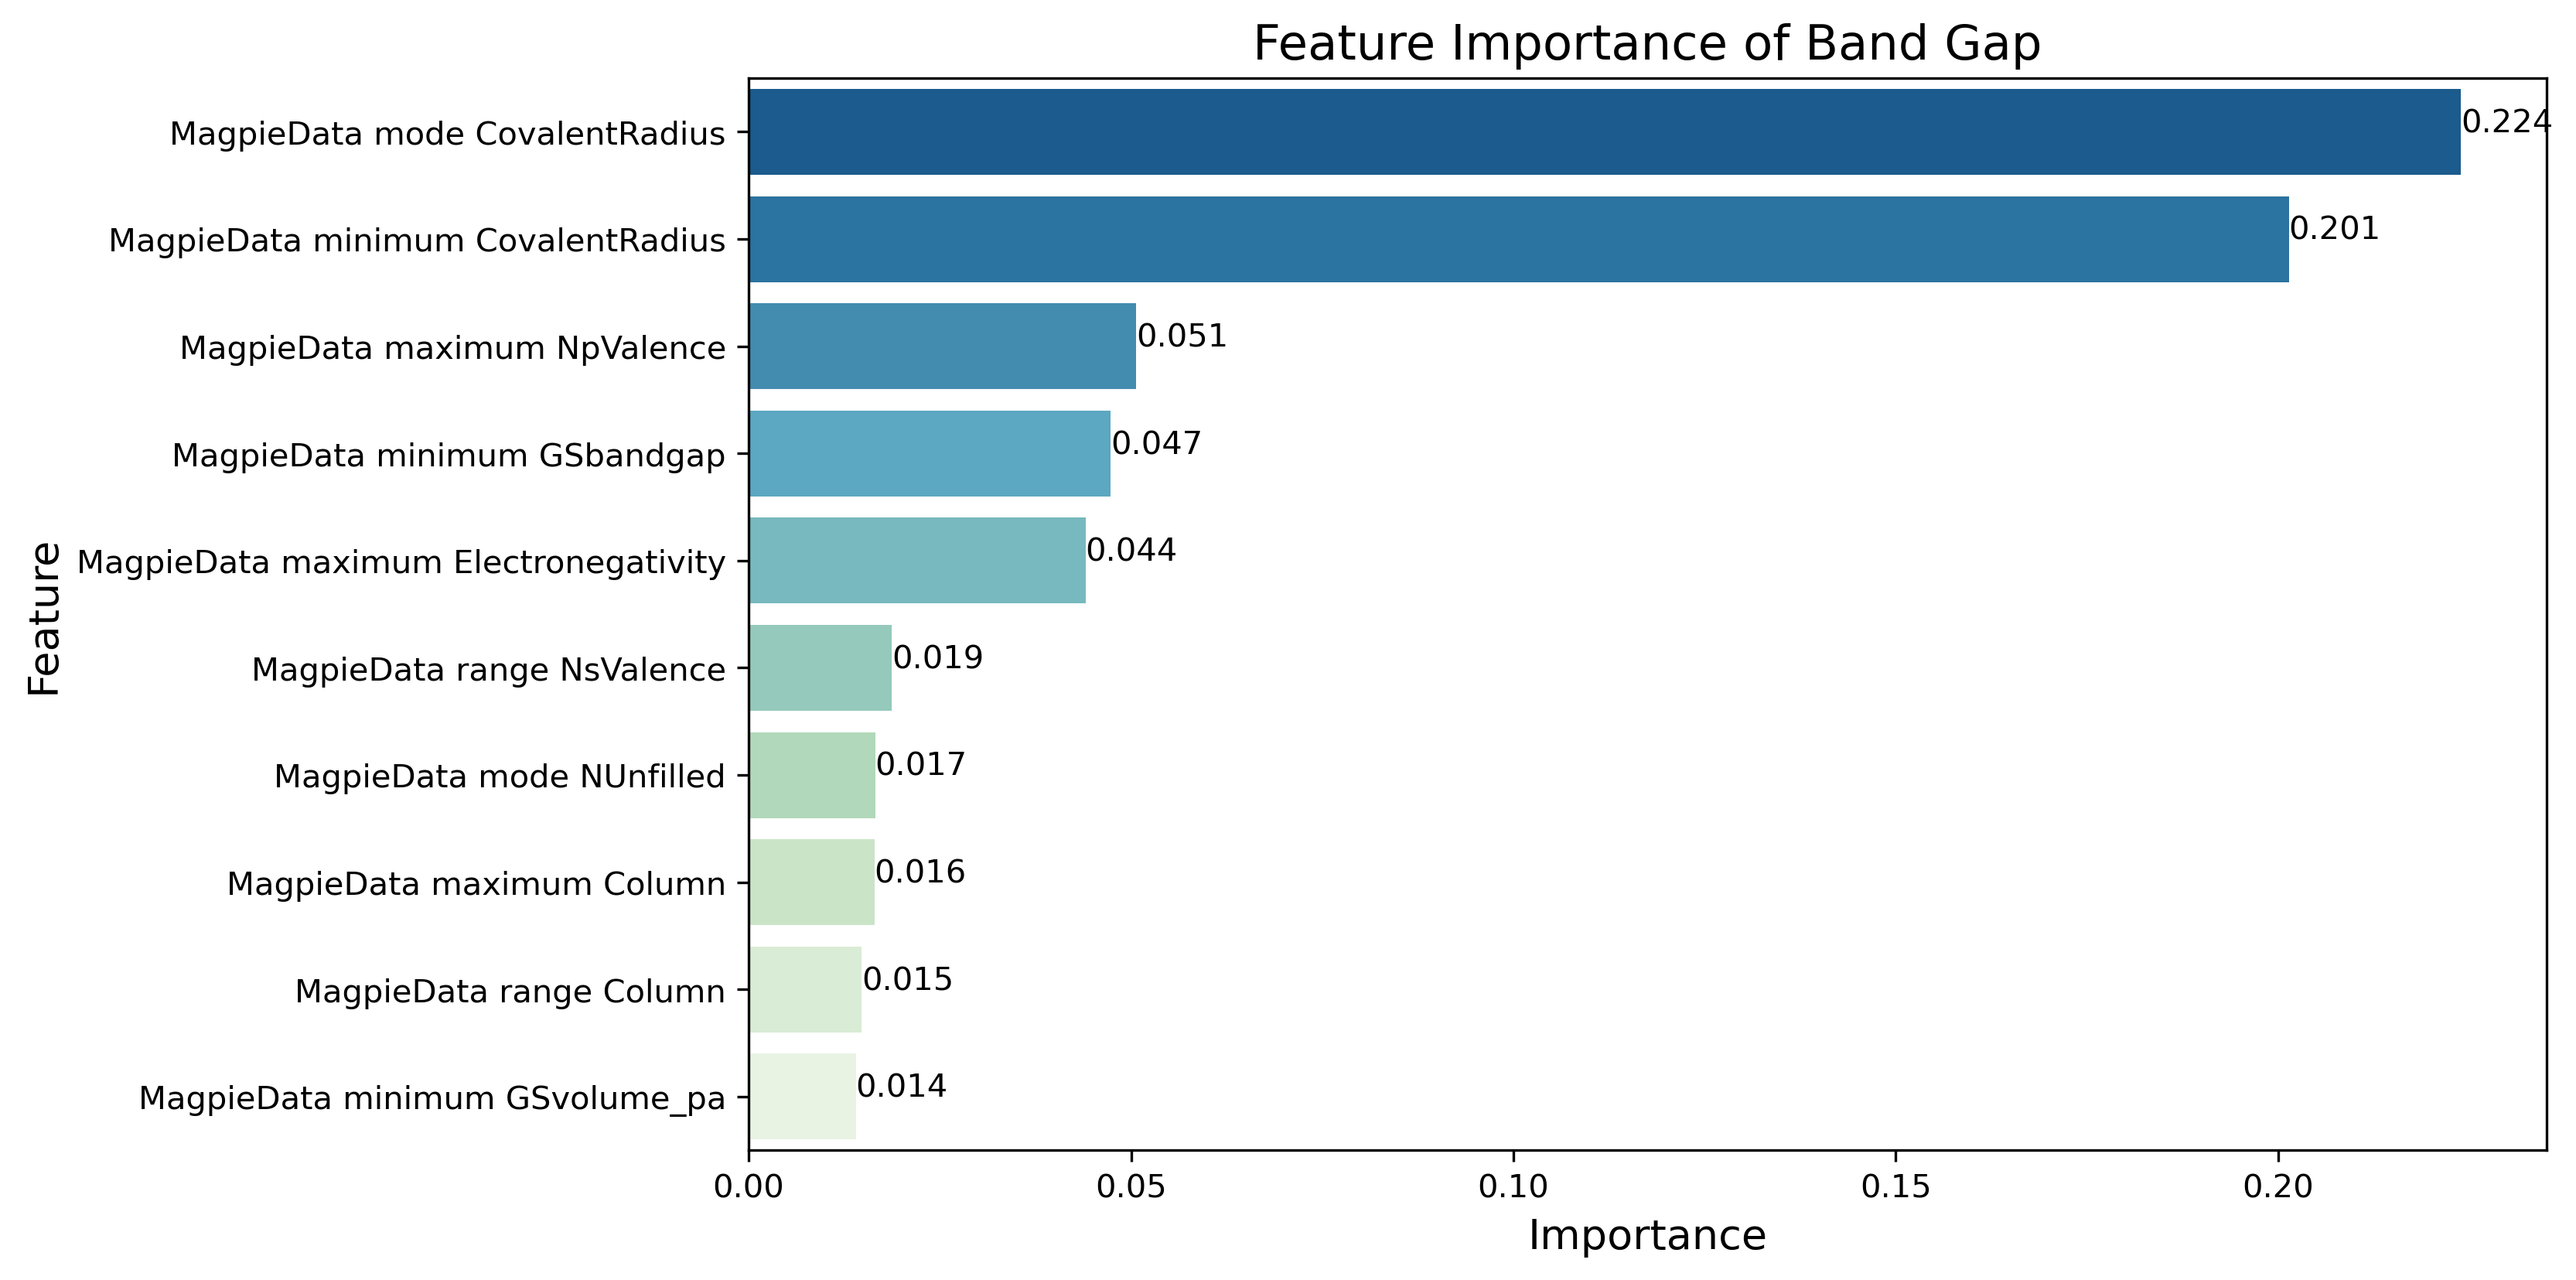 Feature Importance of Band Gap
Feature
MagpieData mode CovalentRadius
0.224
MagpieData minimum CovalentRadius
0.201
MagpieData maximum NpValence
0.051
MagpieData minimum GSbandgap
0.047
MagpieData maximum Electronegativity
0.044
MagpieData range NsValence
0.019
MagpieData mode NUnfilled
0.017
MagpieData maximum Column
0.016
MagpieData range Column
0.015
MagpieData minimum GSvolume_pa
0.014
0.00 0.05 0.10 0.15 0.20
Importance